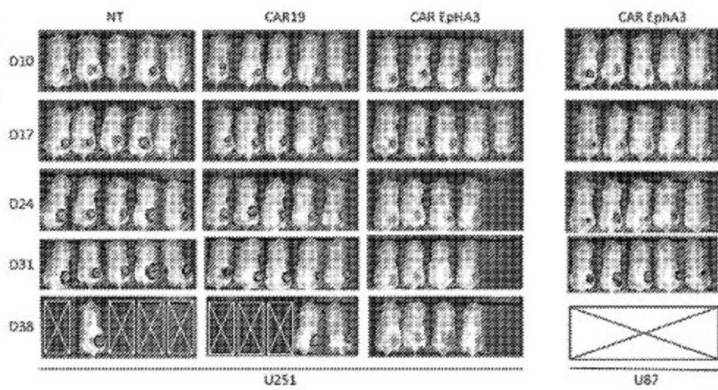 NT CAR19 CAR EpHA3 CAR EphA3
D10
D17
D24
D31
D38
U251 U87